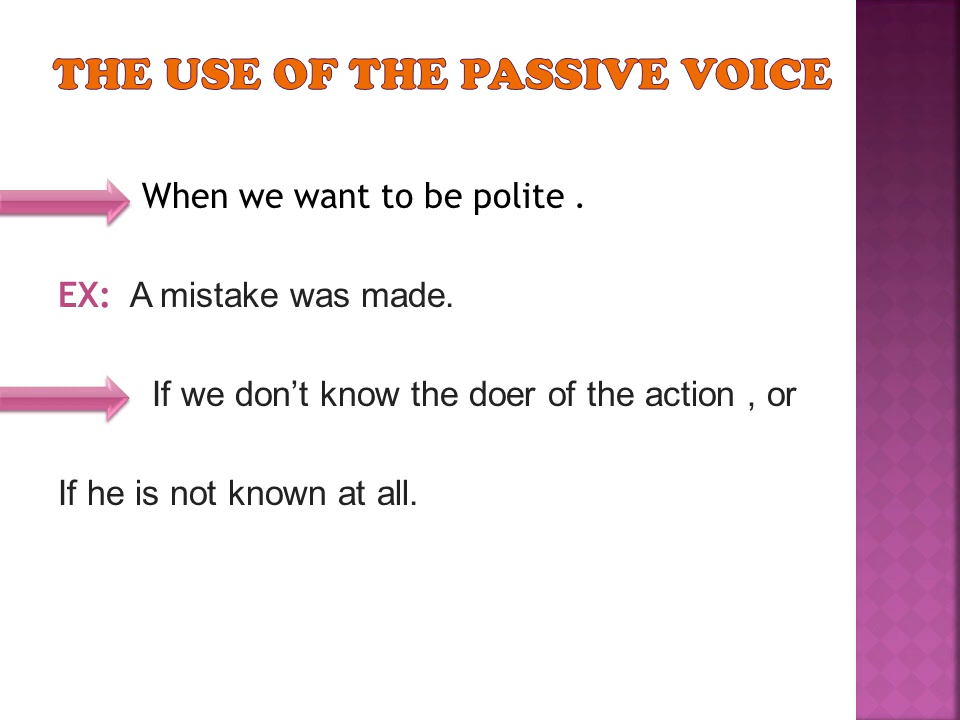 THE USE OF THE PASSIVE VOICE
When we want to be polite .
EX: A mistake was made.
If we don’t know the doer of the action , or
If he is not known at all.